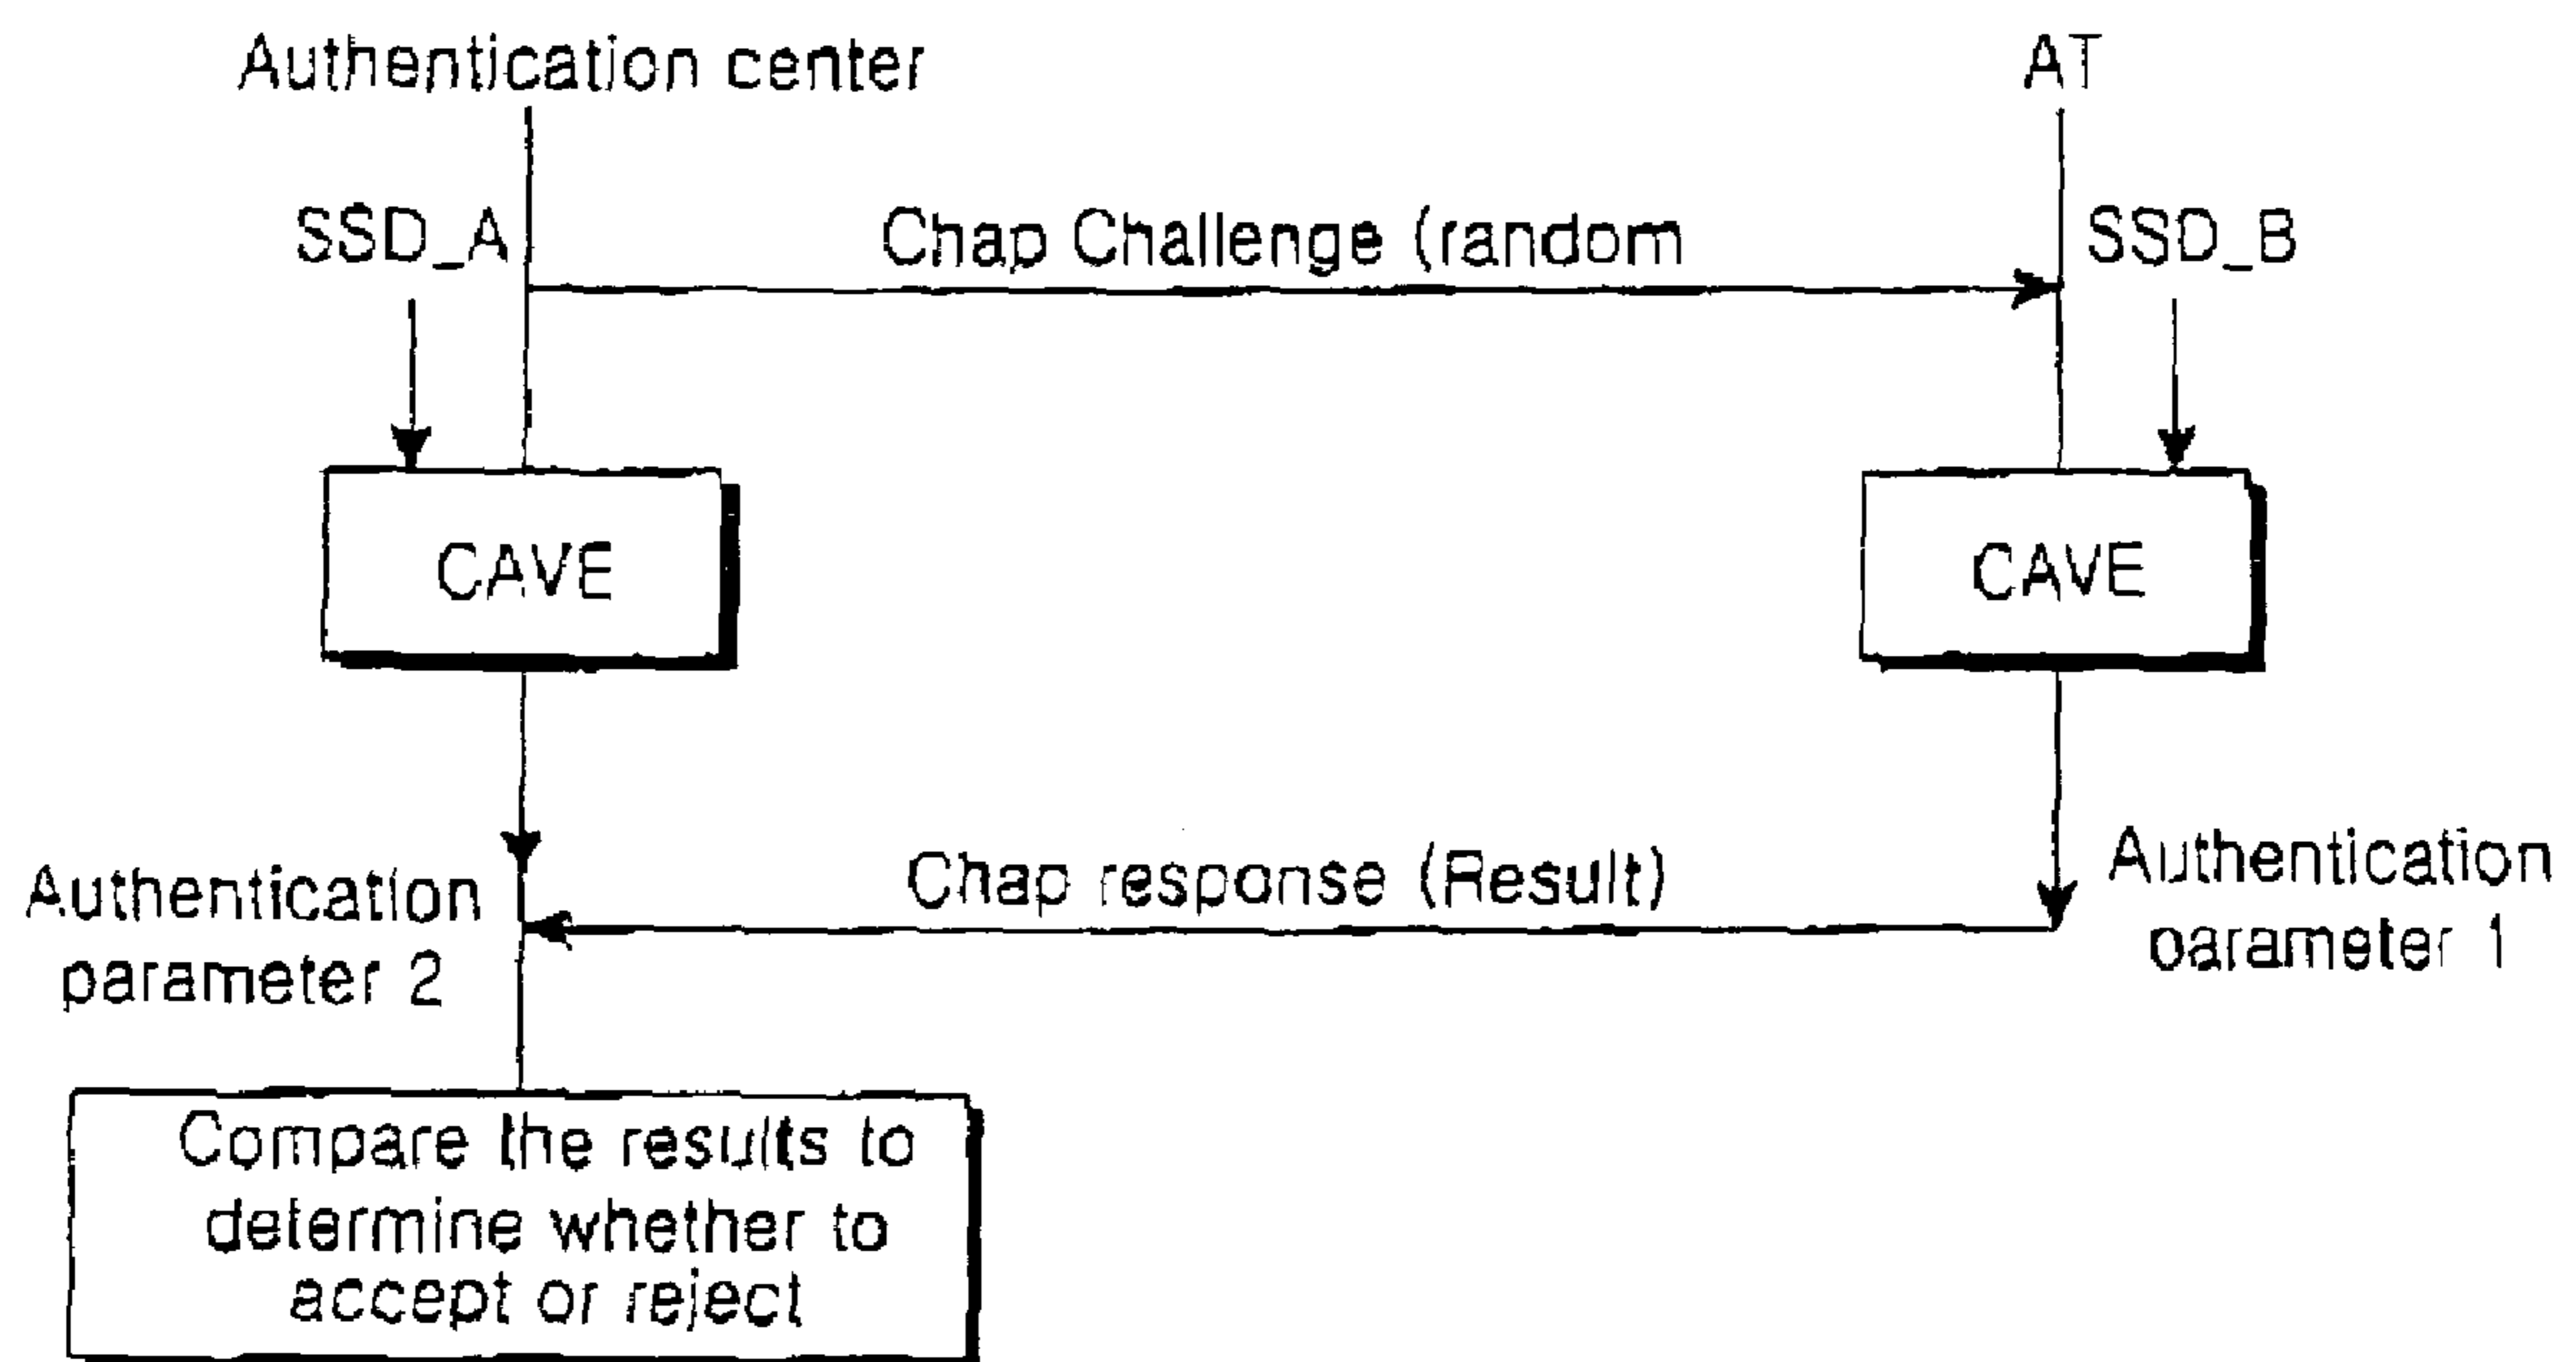 Authentication center
AT
SSD_A
Chap Challenge (random
SSD_B
CAVE
CAVE
Authentication
parameter 2
Chap response (Result)
Authentication
parameter 1
Compare the results to
determine whether to
accept or reject